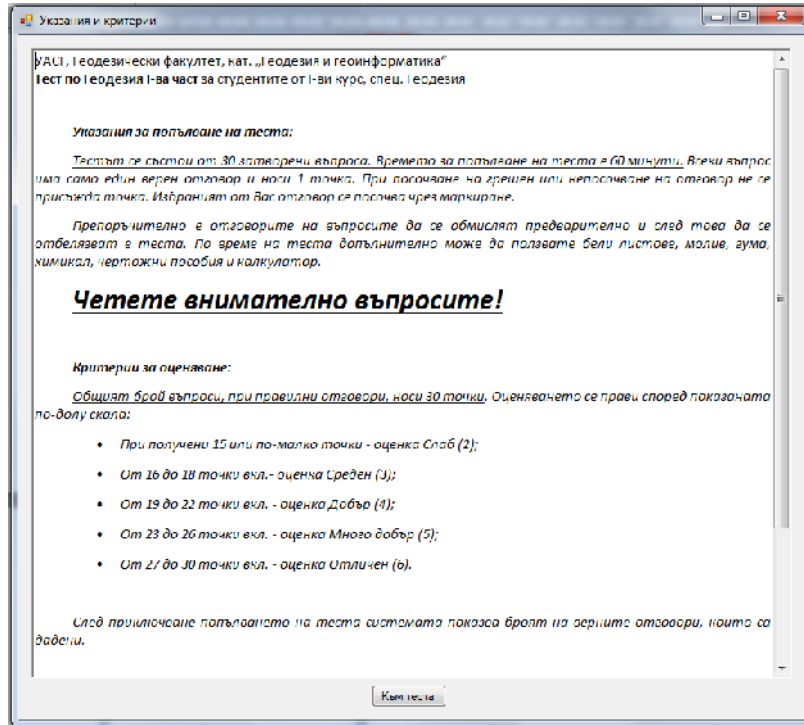 Указания и критерии
УАСГ, Геодезически факултет, кат. „Геодезия и геоинформатика“
Тест по Геодезия I-ва част за студентите от I-ви курс, спец. Геодезия
Указания за попълване на теста:
Тестът се състои от 30 затворени въпроса. Времето за попълване на теста е 60 минути. Всеки въпрос
има само един верен отговор и носи 1 точка. При посочване на грешен или непосочване на отговор не се
присъжда точка. Избраният от Вас отговор се посочва чрез маркиране.
Препоръчително е отговорите на въпросите да се обмислят предварително и след това да се
отбелязват в теста. По време на теста допълнително може да ползвате бели листове, молив, гума,
химикал, чертожни пособия и калкулатор.
Четете внимателно въпросите!
Критерии за оценяване:
Общият брой въпроси, при правилни отговори, носи 30 точки. Оценяването се прави според показаната
по-долу скала:
• При получени 15 или по-малко точки - оценка Слаб (2);
• От 16 до 18 точки вкл.- оценка Среден (3);
• От 19 до 22 точки вкл. - оценка Добър (4);
• От 23 до 26 точки вкл. - оценка Много добър (5);
• От 27 до 30 точки вкл. - оценка Отличен (6).
След приключване попълването на теста системата показва броят на верните отговори, които са
дадени.
Към теста